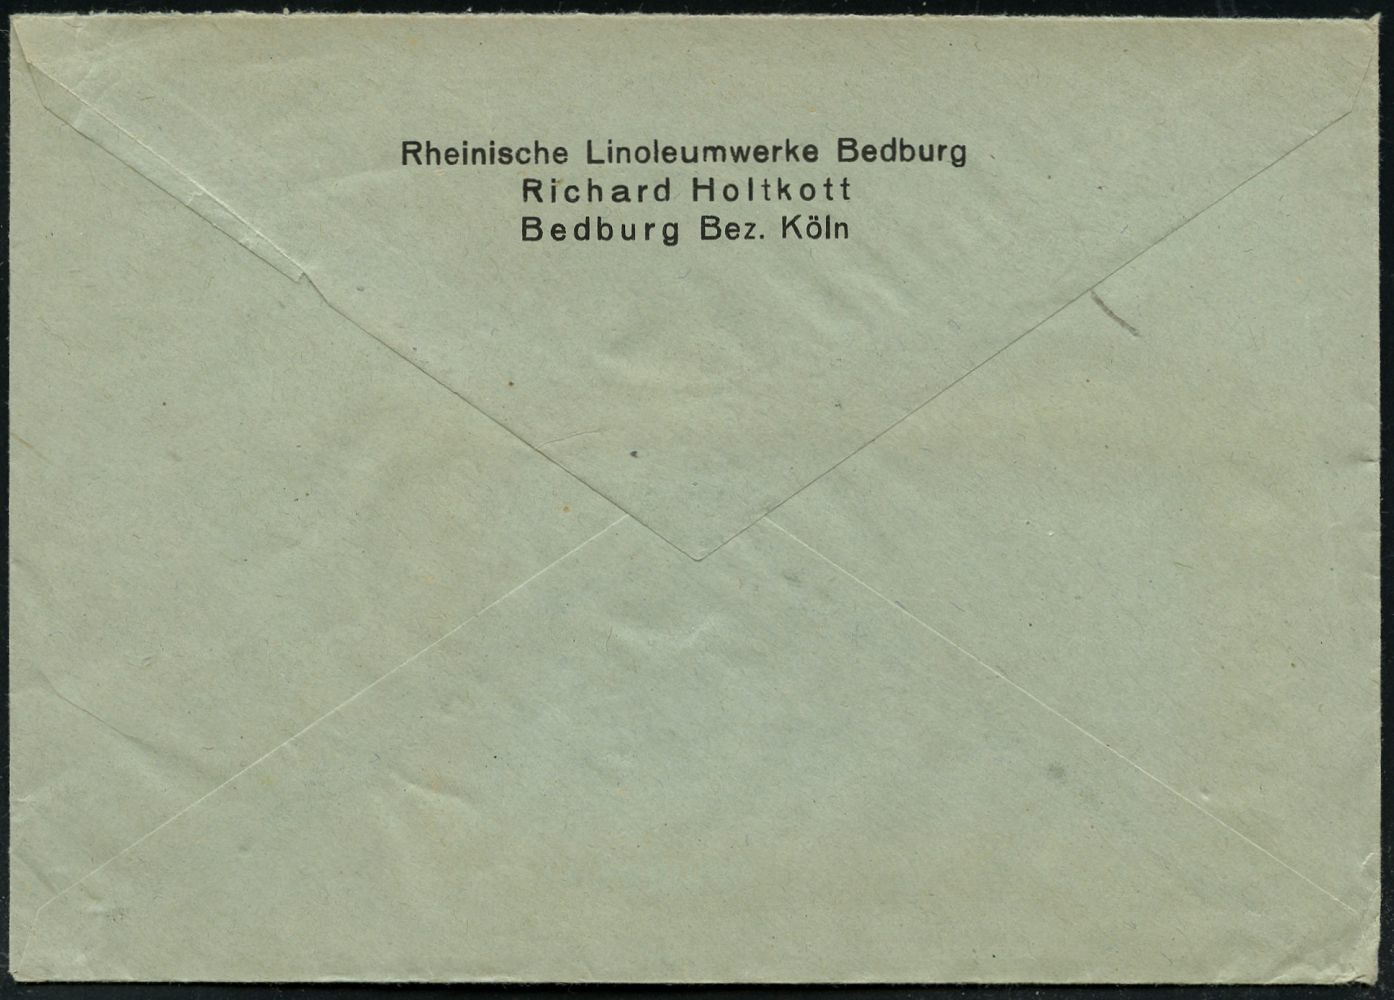 Rheinische Linoleumwerke Bedburg
Richard Holtkott
Bedburg Bez. Köln